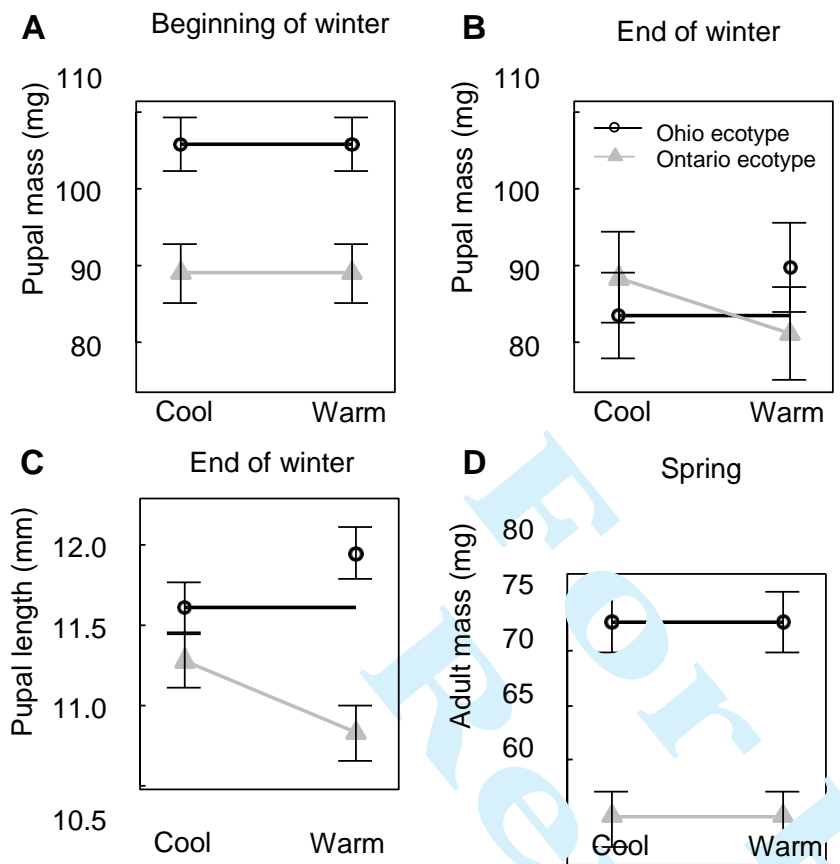 A
Beginning of winter
Pupal mass (mg)
110
100
90
80
Cool
Warm
B
End of winter
Pupal mass (mg)
110
100
90
80
Ohio ecotype
Ontario ecotype
Cool
Warm
C
End of winter
Pupal length (mm)
12.0
11.5
11.0
10.5
Cool
Warm
D
Spring
Adult mass (mg)
80
75
70
65
60
Cool
Warm
For
Re